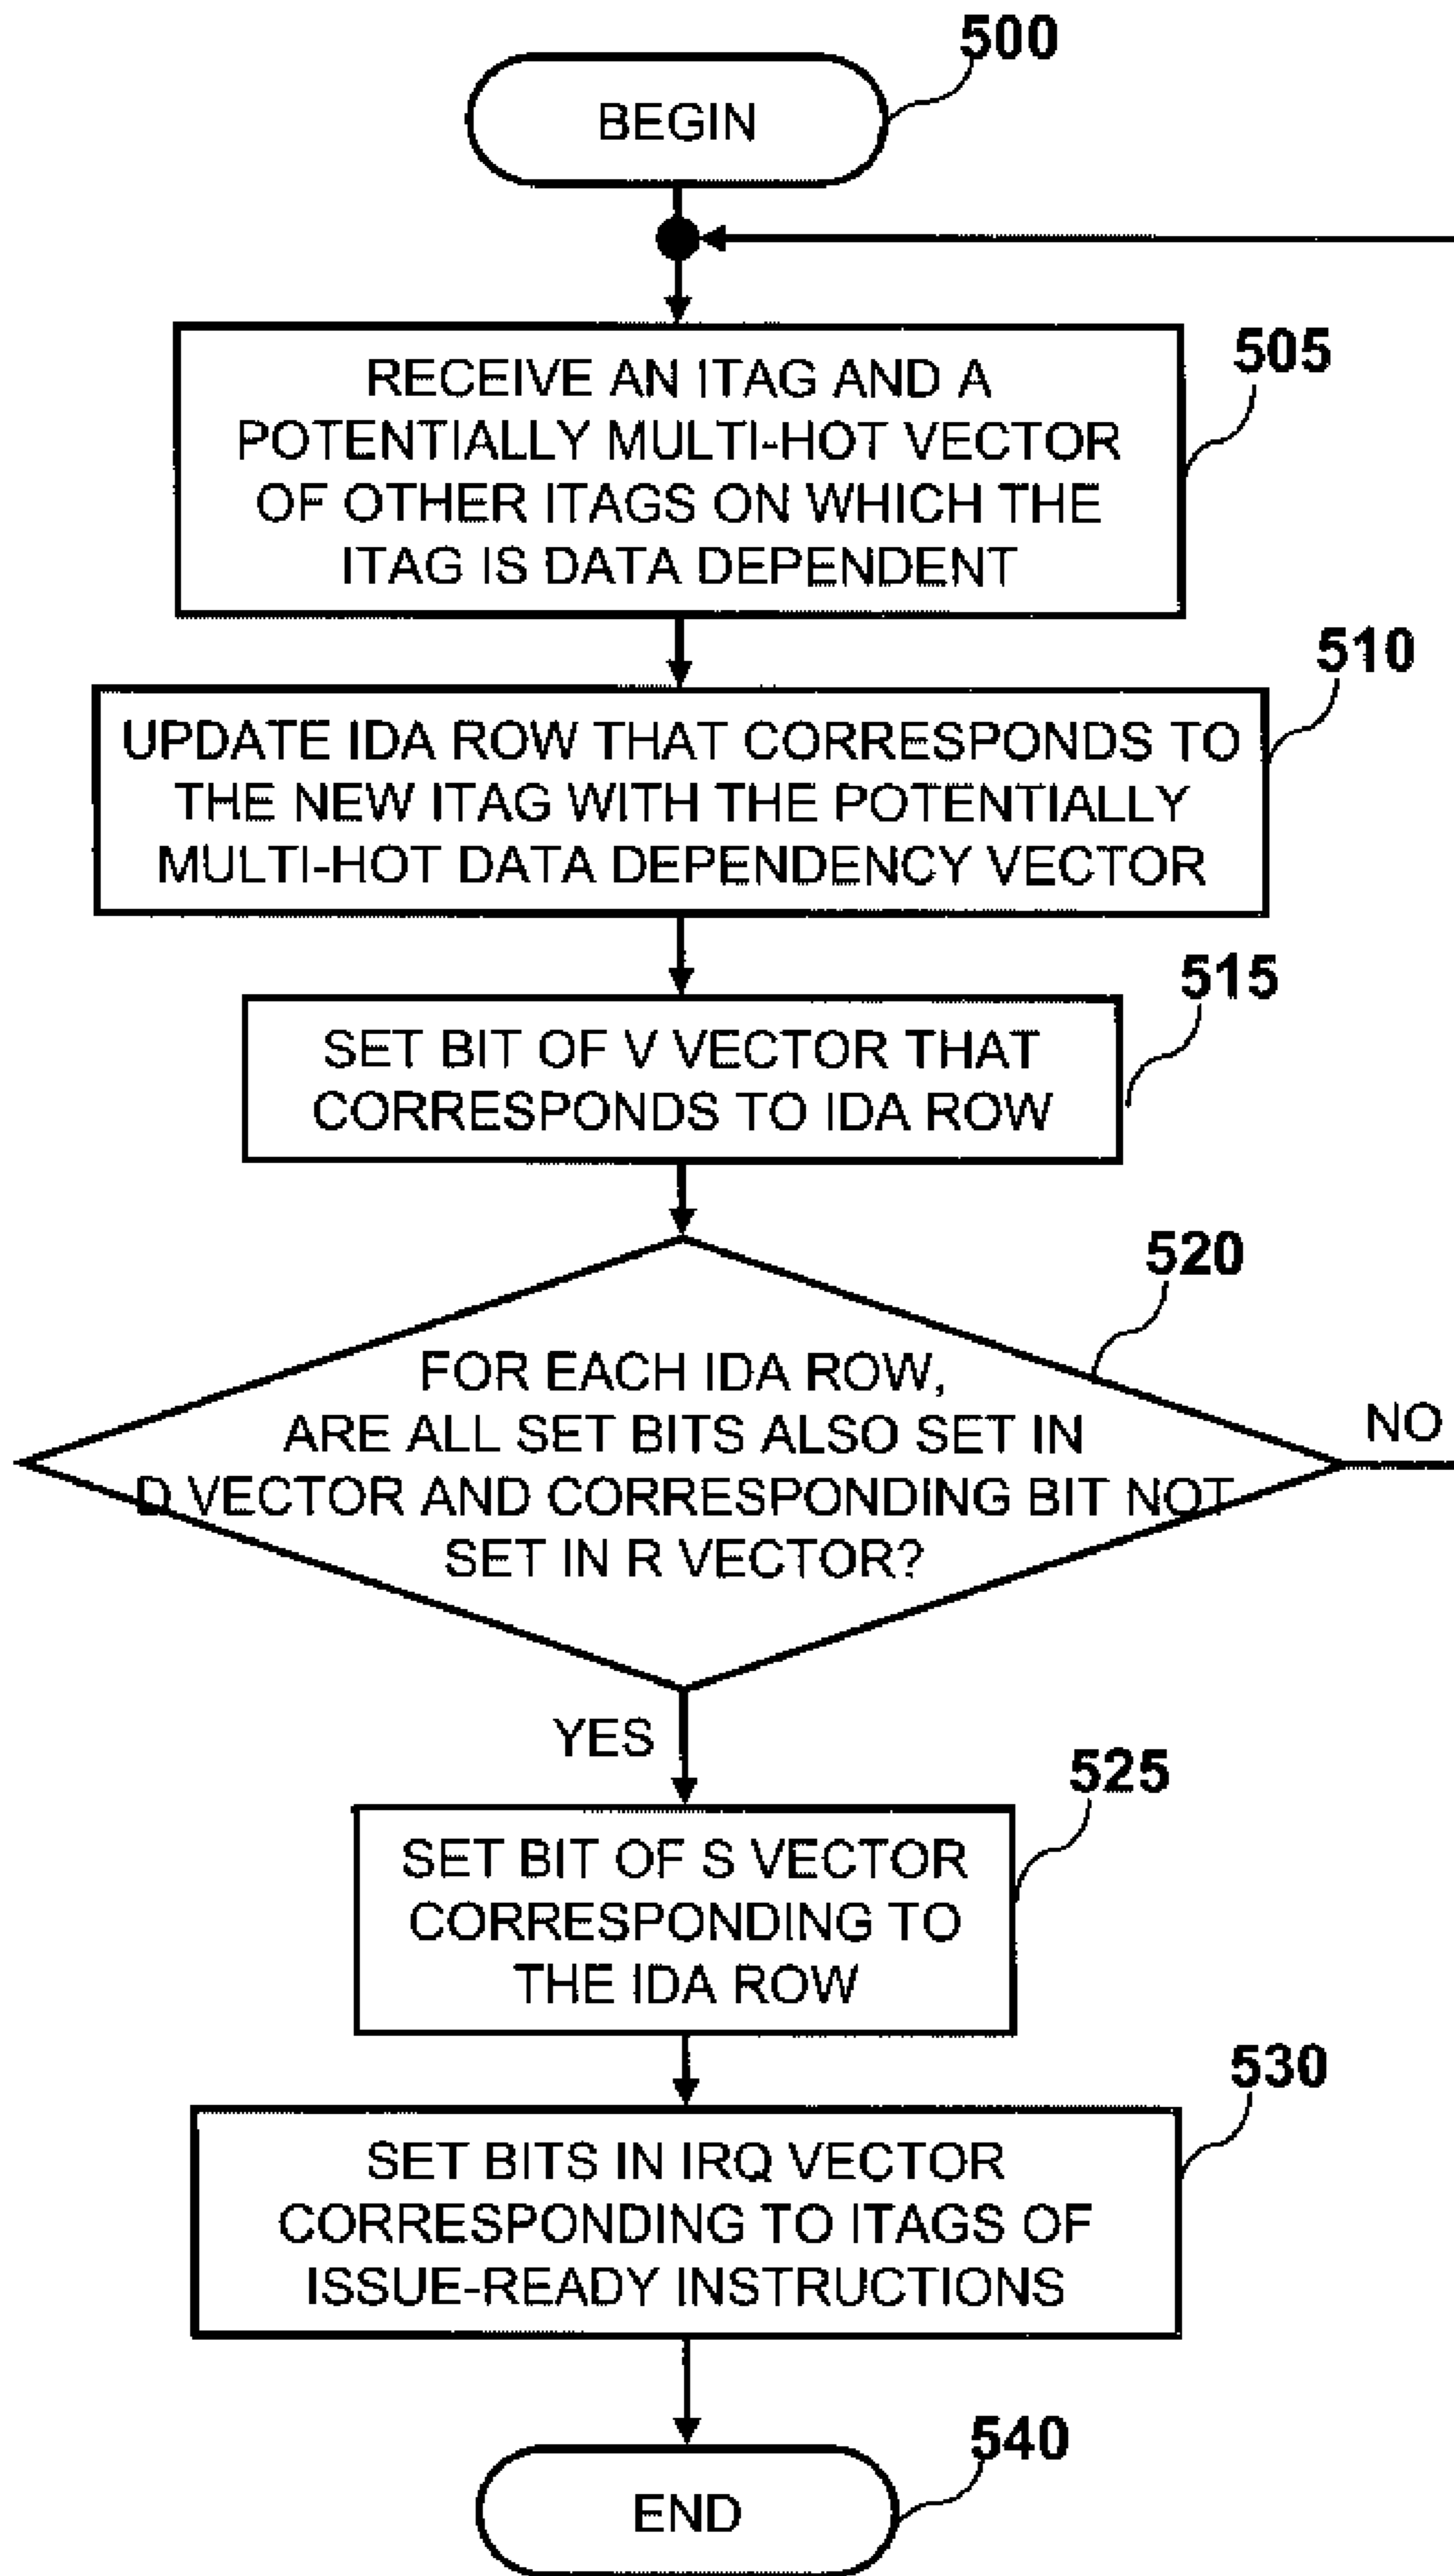 500
BEGIN
RECEIVE AN ITAG AND A
POTENTIALLY MULTI-HOT VECTOR
OF OTHER ITAGS ON WHICH THE
ITAG IS DATA DEPENDENT
505
UPDATE IDA ROW THAT CORRESPONDS TO
THE NEW ITAG WITH THE POTENTIALLY
MULTI-HOT DATA DEPENDENCY VECTOR
510
SET BIT OF V VECTOR THAT
CORRESPONDS TO IDA ROW
515
FOR EACH IDA ROW,
ARE ALL SET BITS ALSO SET IN
D VECTOR AND CORRESPONDING BIT NOT
SET IN R VECTOR?
520
NO
YES
SET BIT OF S VECTOR
CORRESPONDING TO
THE IDA ROW
525
SET BITS IN IRQ VECTOR
CORRESPONDING TO ITAGS OF
ISSUE-READY INSTRUCTIONS
530
END
540